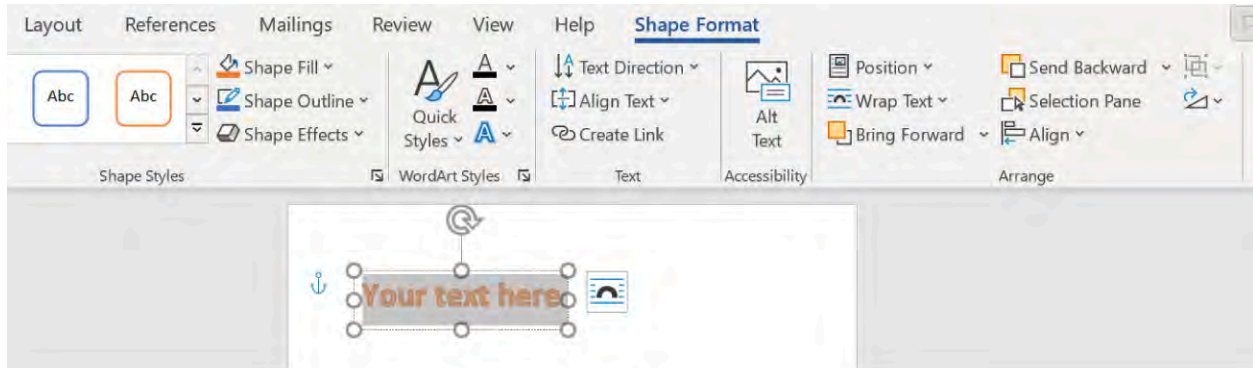 Layout References Mailings Review View Help Shape Format
Abc Abc
Shape Fill
Shape Outline
Shape Effects
Shape Styles
Quick
Styles
A
A
A
WordArt Styles
Text Direction
Align Text
Create Link
Text
Alt
Text
Accessibility
Position
Wrap Text
Bring Forward
Send Backward
Selection Pane
Align
Arrange
Your text here